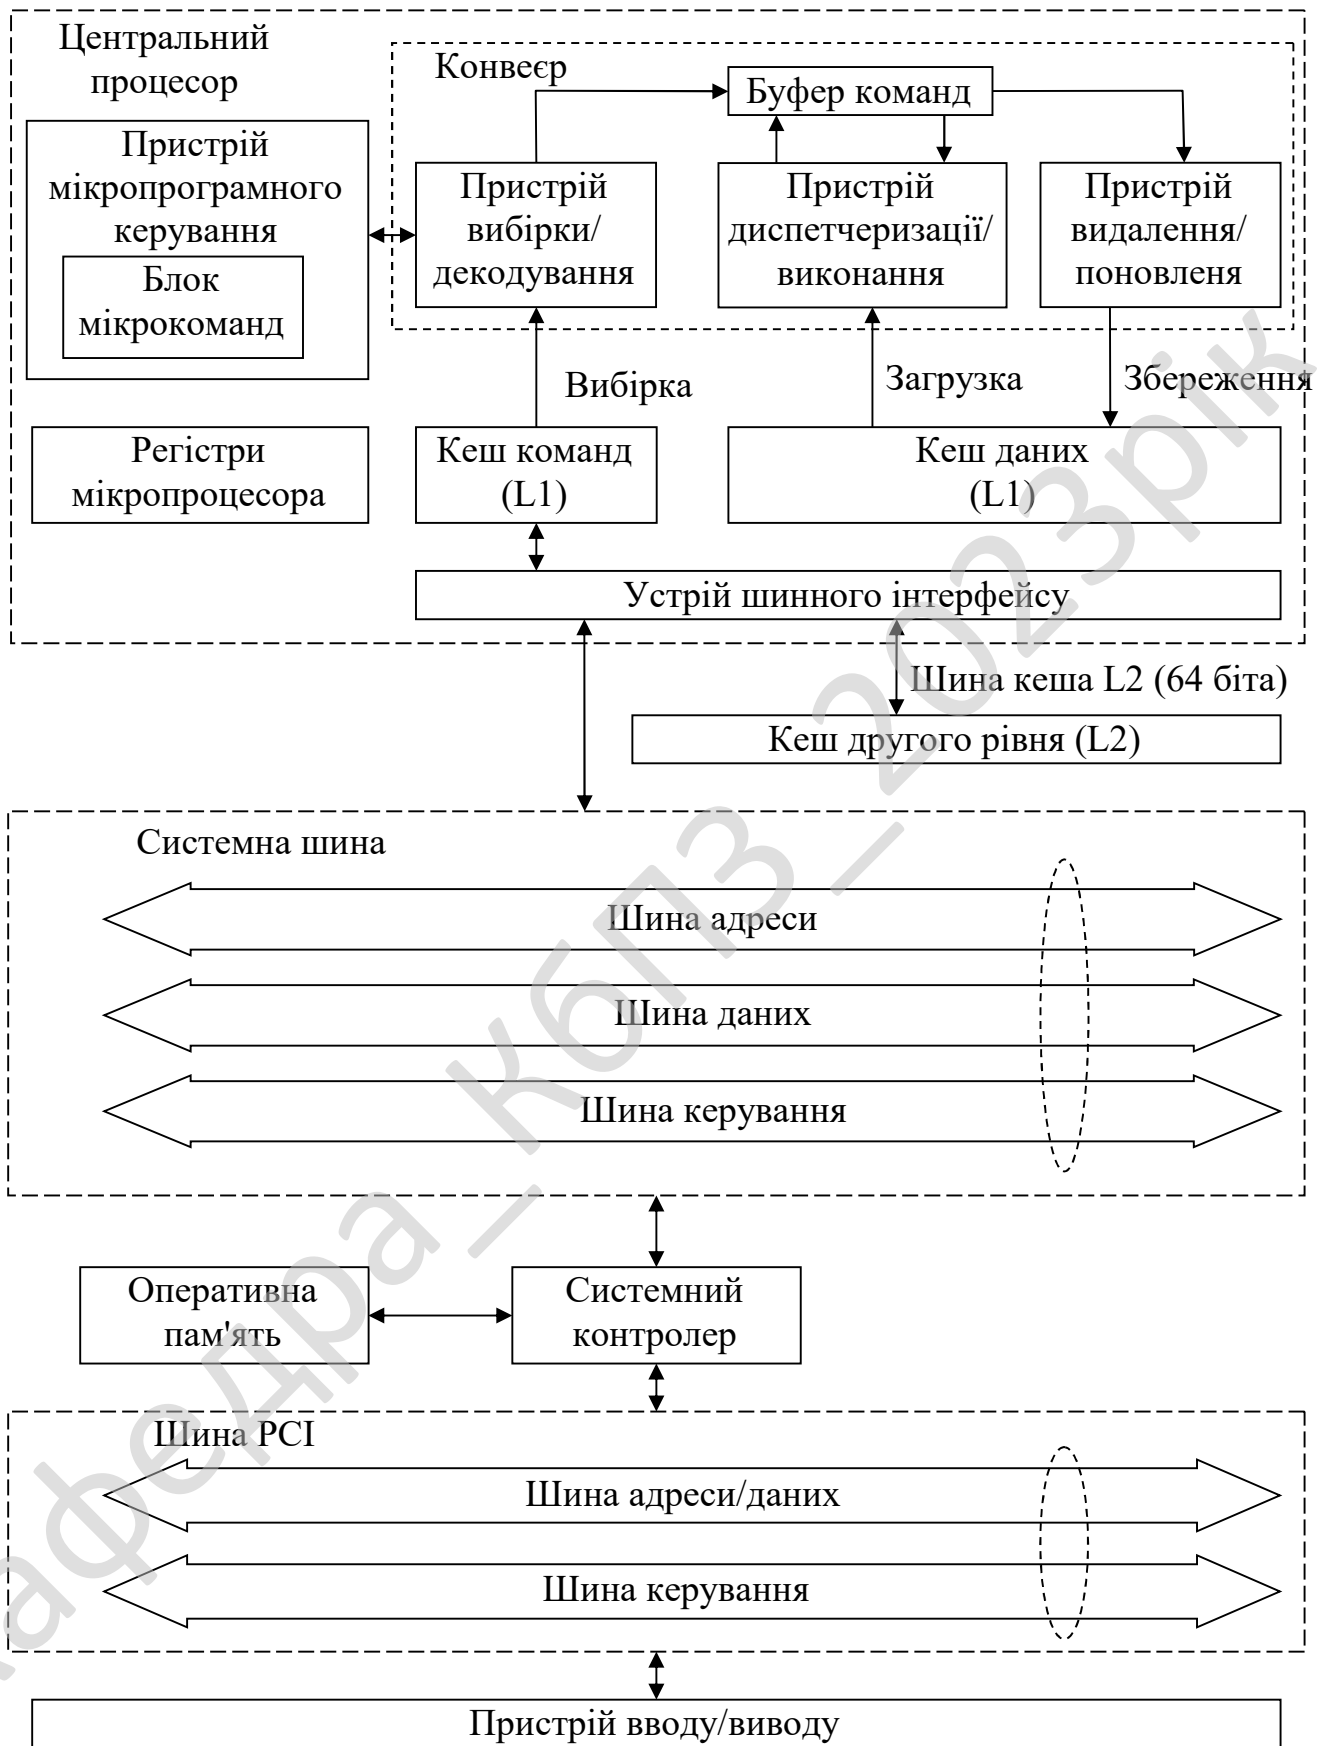 Центральний
процесор
Конвеєр
Буфер команд
Пристрій
мікропрограмного
керування
Блок
мікрокоманд
Пристрій
вибірки/
декодування
Пристрій
диспетчеризації/
виконання
Пристрій
видалення/
поновленя
Вибірка
Загрузка
Збереження
Регістри
мікропроцесора
Кеш команд
(L1)
Кеш даних
(L1)
Устрій шинного інтерфейсу
Шина кеша L2 (64 біта)
Кеш другого рівня (L2)
Системна шина
Шина адреси
Шина даних
Шина керування
Оперативна
пам'ять
Системний
контролер
Шина PCI
Шина адреси/даних
Шина керування
Пристрій вводу/виводу
афедра_КбПЗ_2023рік